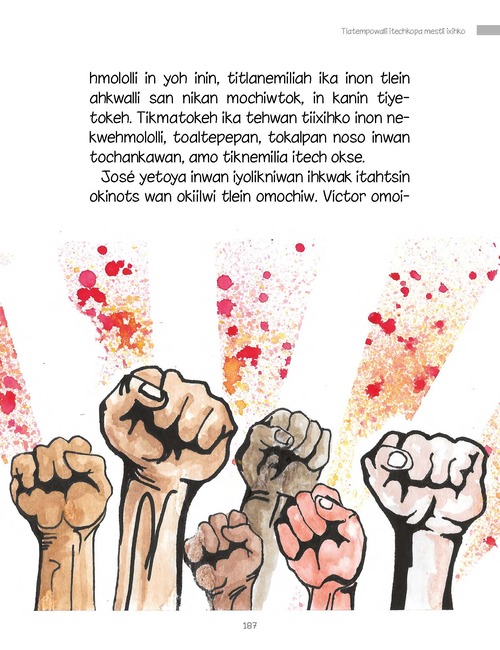 Tlatempowalli itechkopa mestli ixihko
hmololli in yoh inin, titlanemiliah ika inon tlein
ahkwalli san nikan mochiwtok, in kanin tiye-
tokeh. Tikmatokeh ika tehwan tiixihko inon ne-
kwehmololli, toaltepepan, tokalpan noso inwan
tochankawan, amo tiknemilia itech okse.
José yetoya inwan iyolikniwan ihkwak itahtsin
okinots wan okiilwi tlein omochiw. Víctor omoi-
187